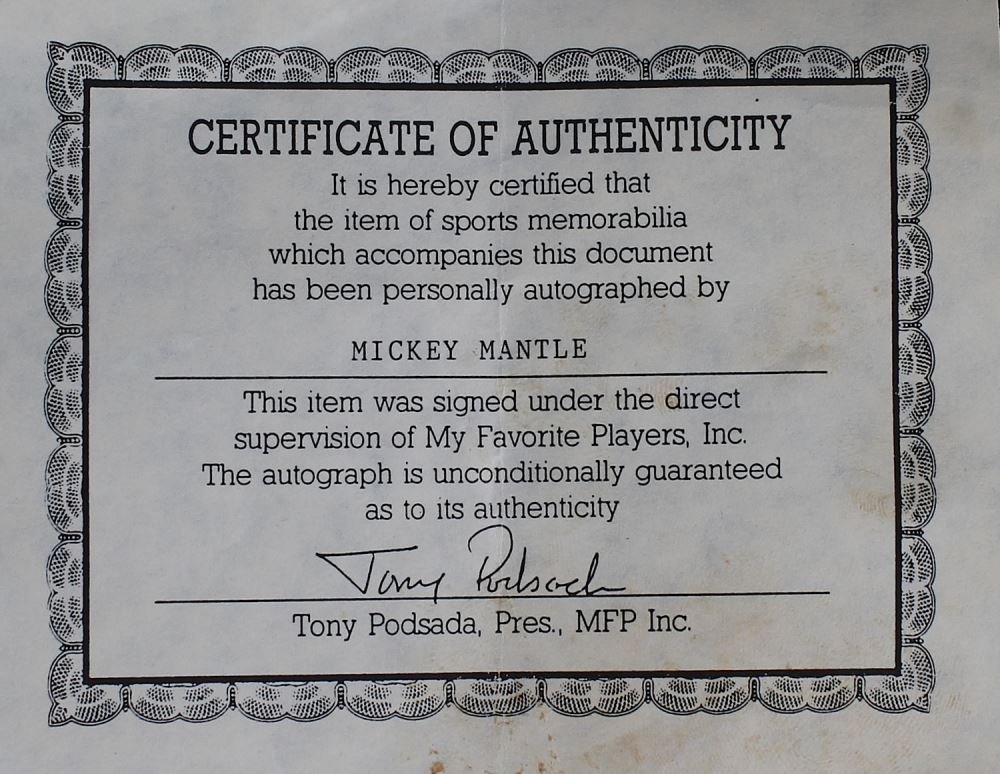 CERTIFICATE OF AUTHENTICITY
It is hereby certified that
the item of sports memorabilia
which accompanies this document
has been personally autographed by
MICKEY MANTLE
This item was signed under the direct
supervision of My Favorite Players, Inc.
The autograph is unconditionally guaranteed
as to its authenticity
Tony Podsada
Tony Podsada, Pres., MFP Inc.